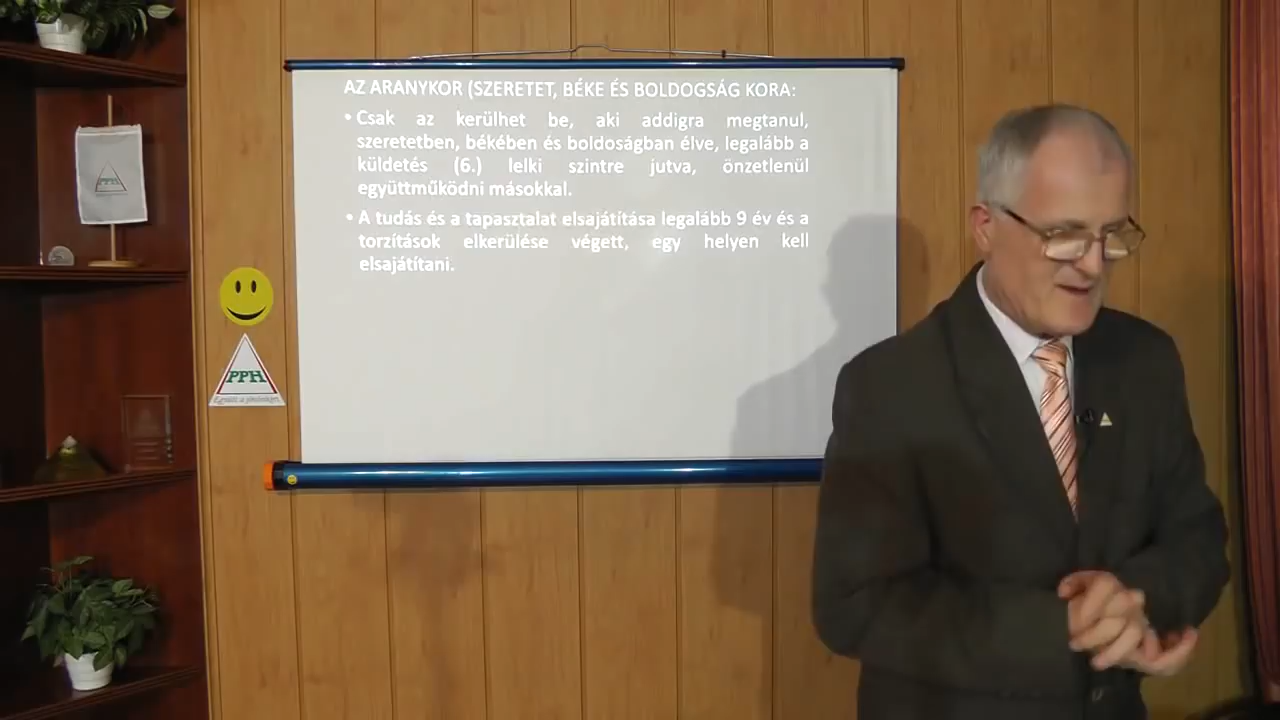 AZ ARANYKOR (SZERETET, BÉKE ÉS BOLDOGSÁG KORA:
• Csak az kerülhet be, aki addigra megtanul,
szeretetben, békében és boldoságban élve, legalább a
küldetés (6.) lelki szintre jutva, önzetlenül
együttműködni másokkal.
• A tudás és a tapasztalat elsajátítása legalább 9 év és a
torzítások elkerülése végett, egy helyen kell
elsajátítani.
PPH
Együtt a jövőnkért